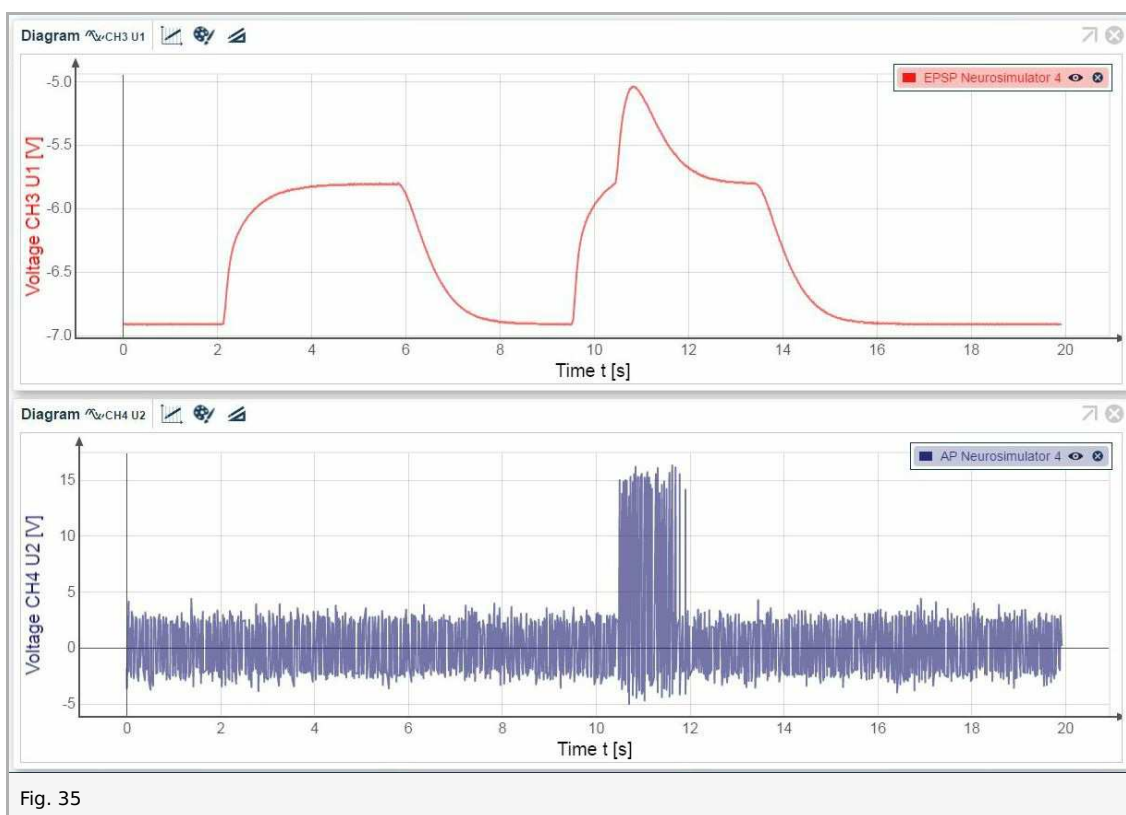 Diagram CH3 U1
EPSP Neurosimulator 4
Voltage CH3 U1 [V]
-5.0
-5.5
-6.0
-6.5
-7.0
0 2 4 6 8 10 12 14 16 18 20
Time t [s]
Diagram CH4 U2
AP Neurosimulator 4
Voltage CH4 U2 [V]
15
10
5
0
-5
0 2 4 6 8 10 12 14 16 18 20
Time t [s]
Fig. 35